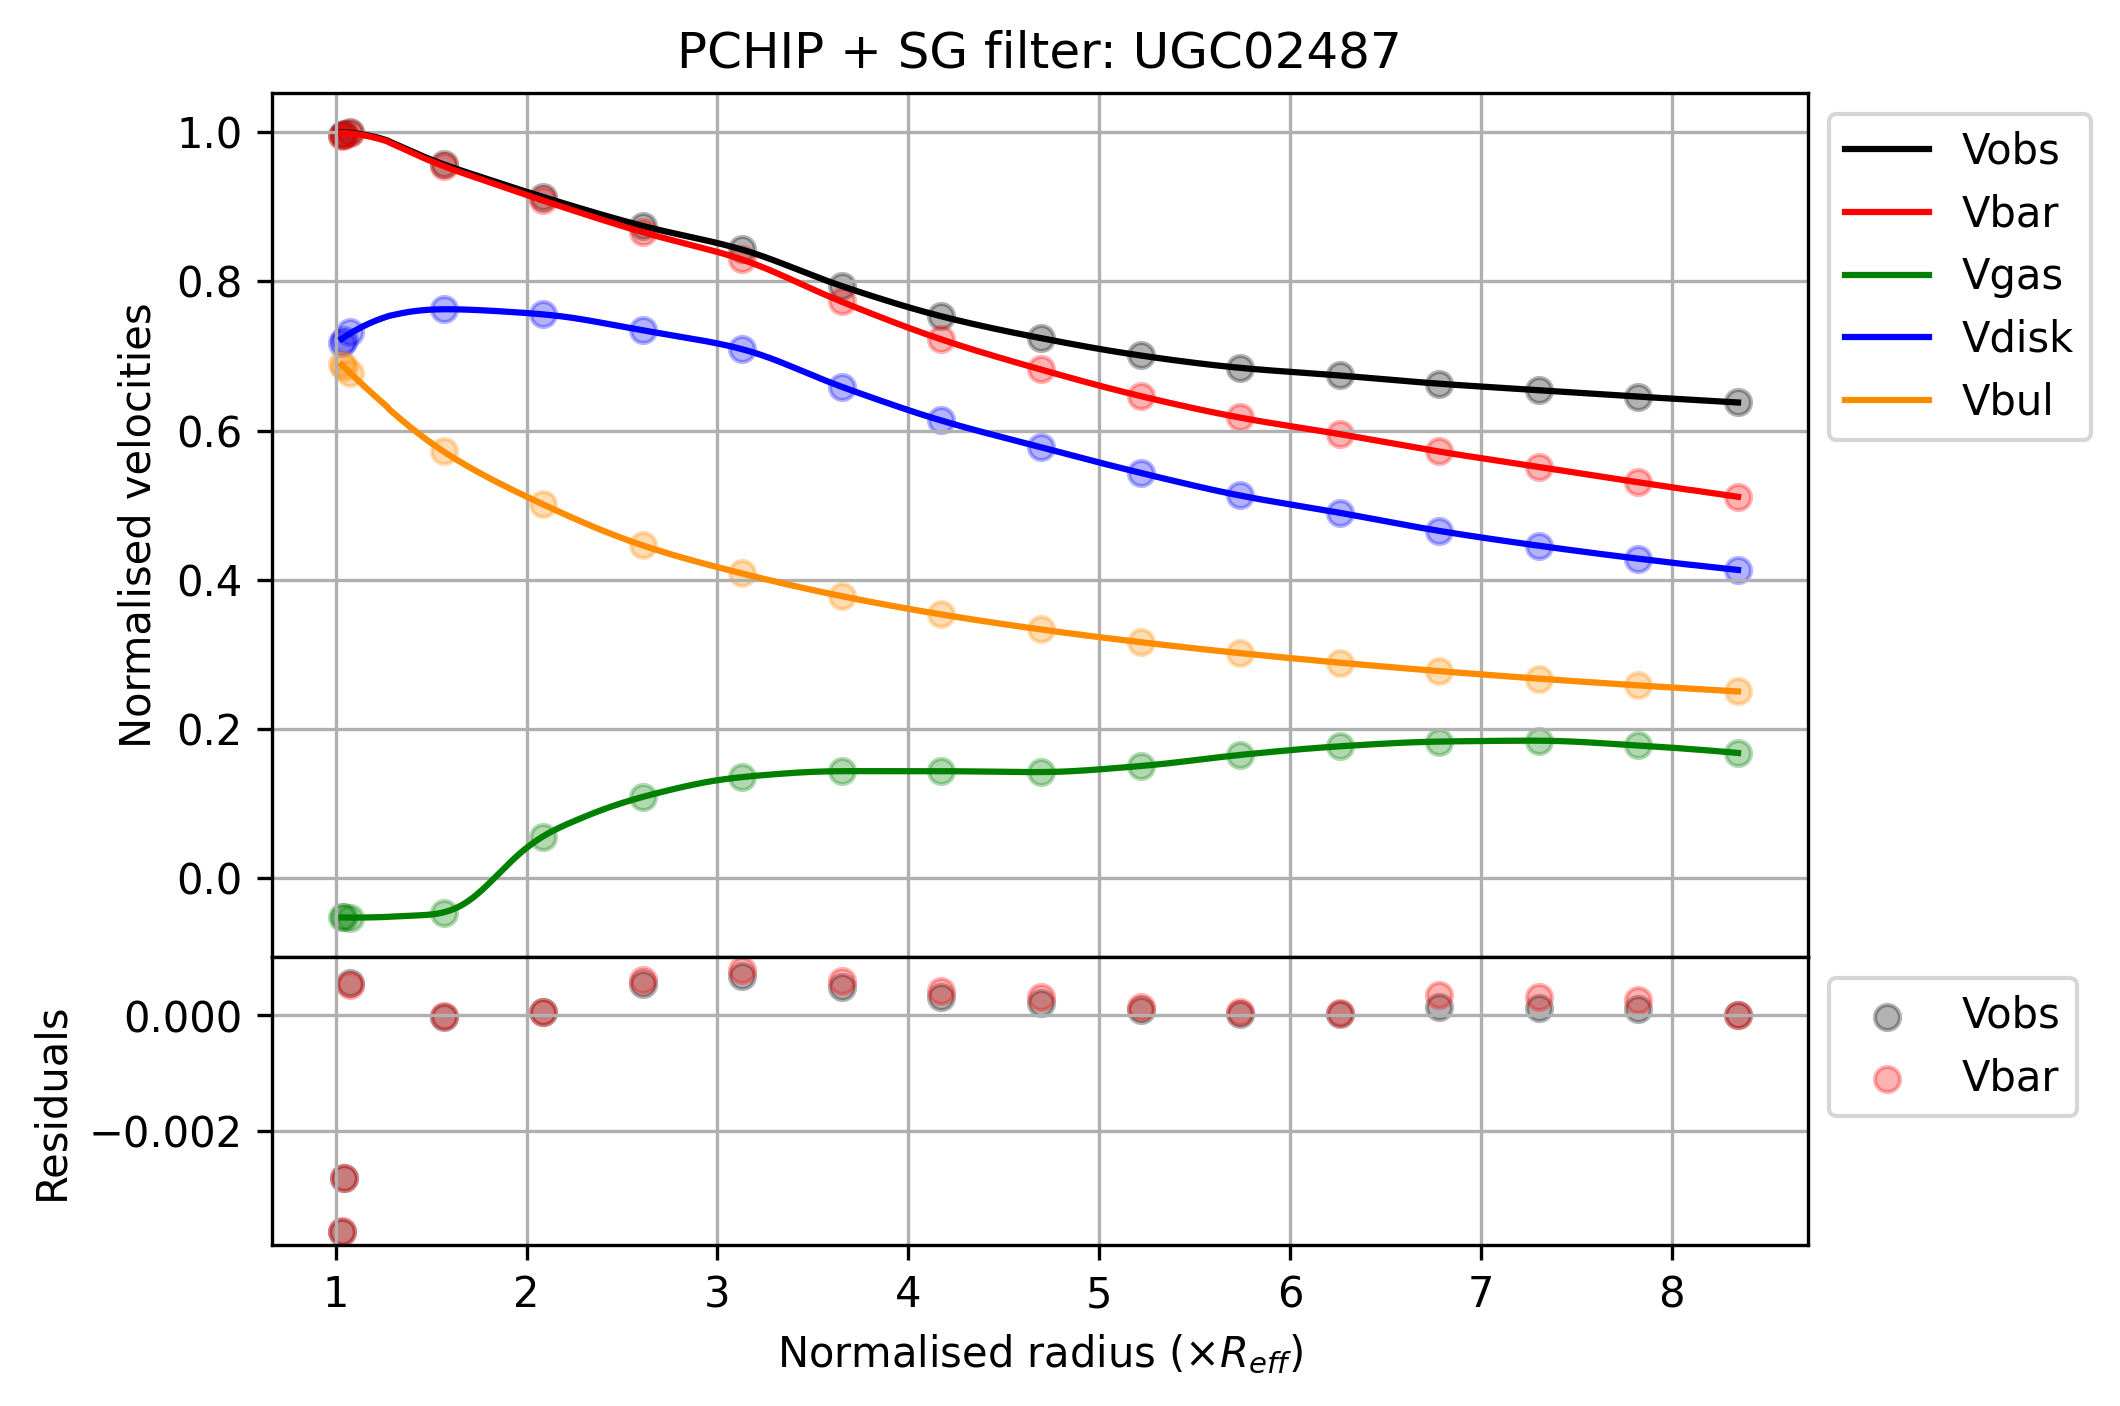 PCHIP + SG filter: UGC02487
Normalised velocities
1.0
0.8
0.6
0.4
0.2
0.0
Vobs
Vbar
Vgas
Vdisk
Vbul
Residuals
0.000
−0.002
Vobs
Vbar
1 2 3 4 5 6 7 8
Normalised radius (×R_eff)